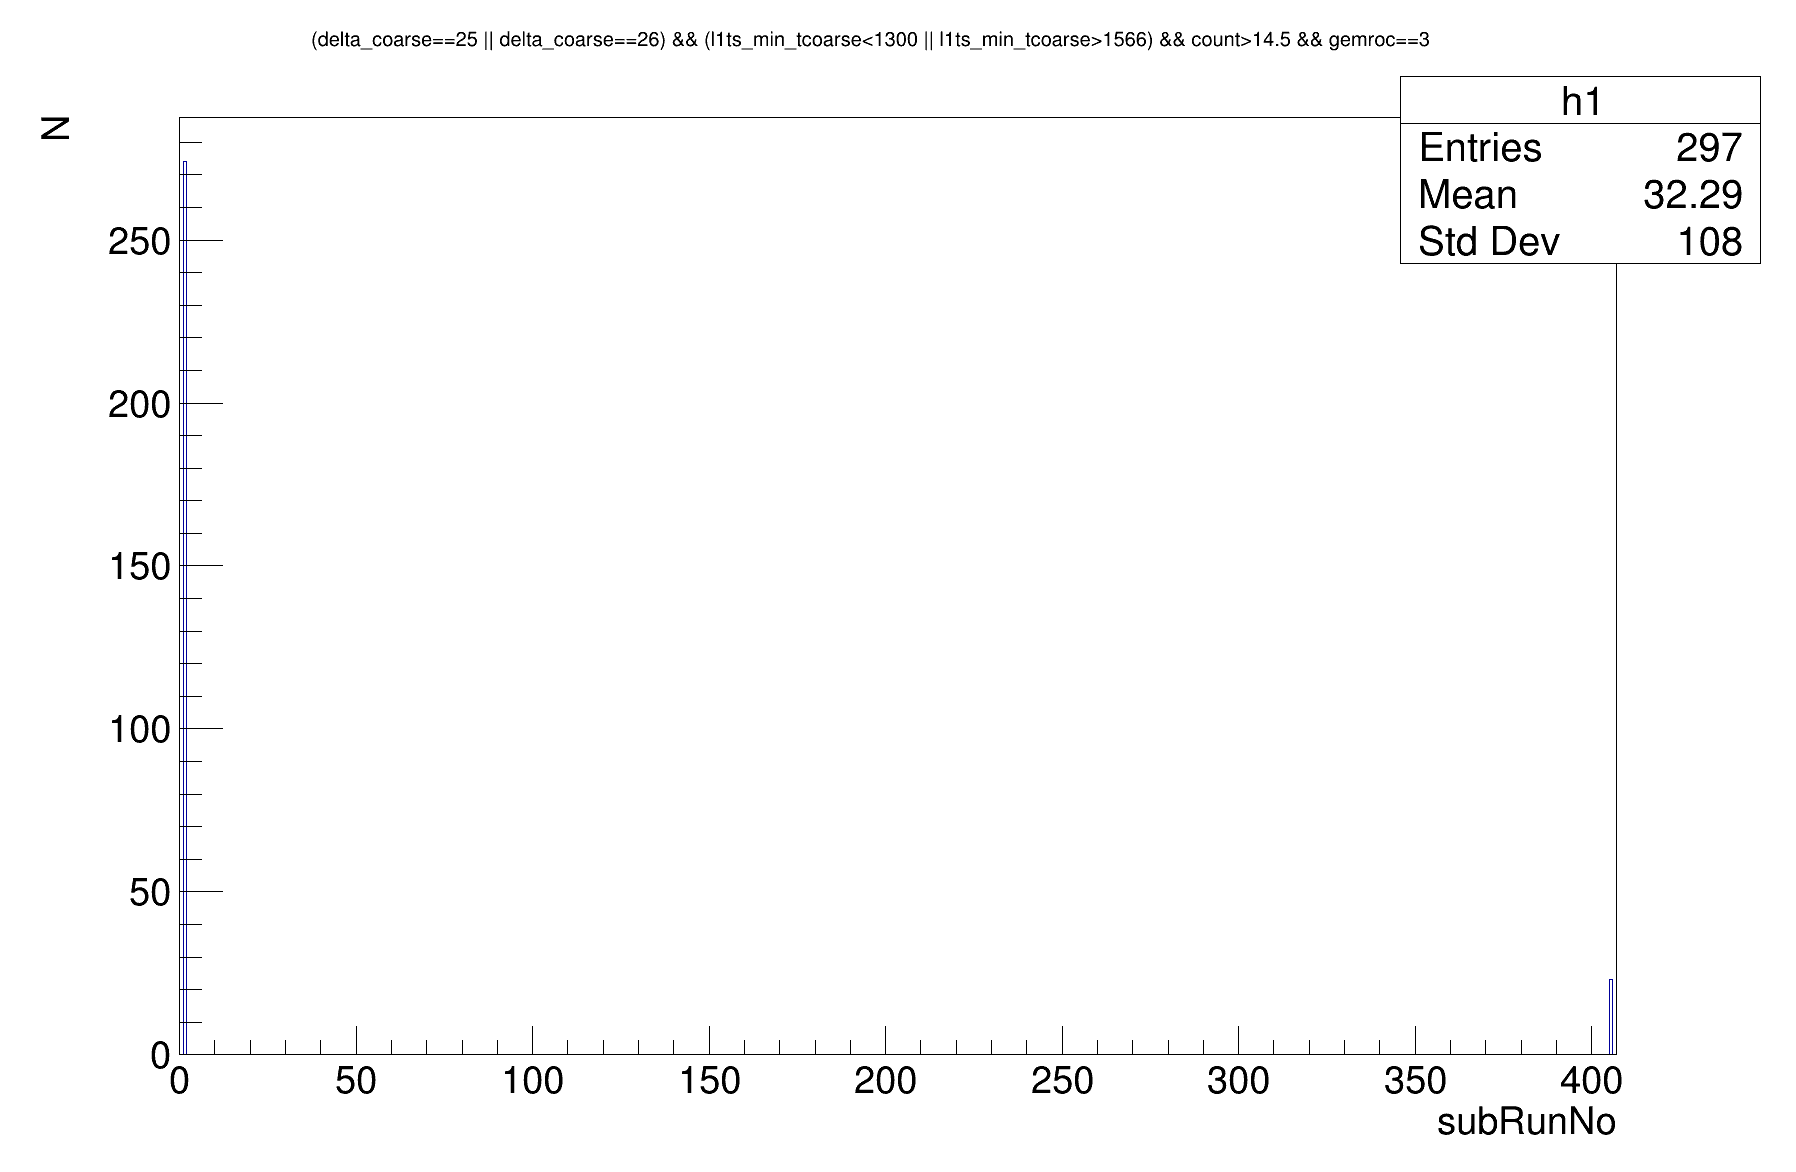 (delta_coarse==25 || delta_coarse==26) && (l1ts_min_tcoarse<1300 || l1ts_min_tcoarse>1566) && count>14.5 && gemroc==3
N
h1
Entries 297
Mean 32.29
Std Dev 108
250
200
150
100
50
0
0 50 100 150 200 250 300 350 400
subRunNo